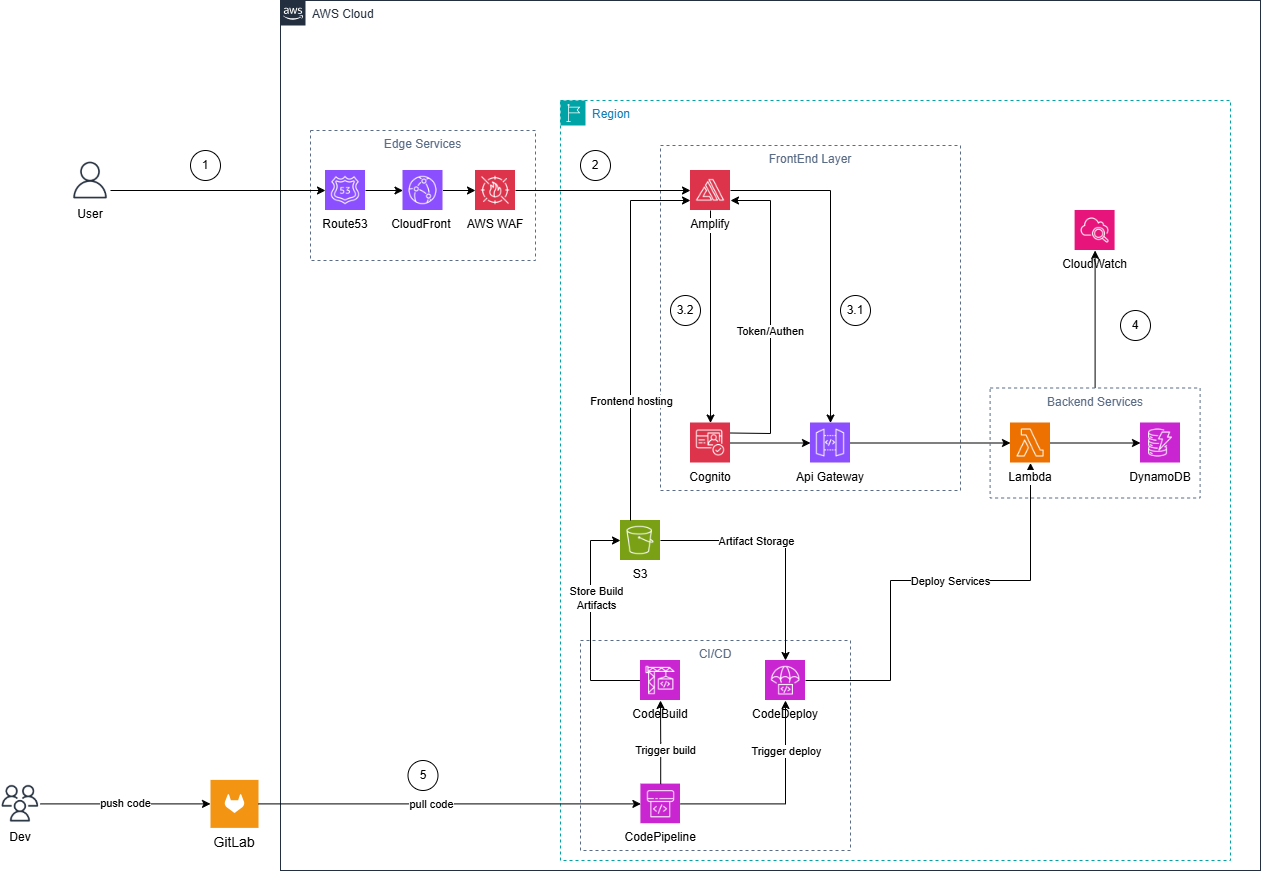 aws
AWS Cloud
Region
Edge Services
FrontEnd Layer
1
2
53
User
Route53
CloudFront
AWS WAF
Amplify
CloudWatch
3.2
3.1
4
Token/Authen
Frontend hosting
Backend Services
Cognito
Api Gateway
Lambda
DynamoDB
Artifact Storage
S3
Deploy Services
Store Build
Artifacts
CI/CD
CodeBuild
CodeDeploy
Trigger build
Trigger deploy
5
push code
pull code
Dev
GitLab
CodePipeline